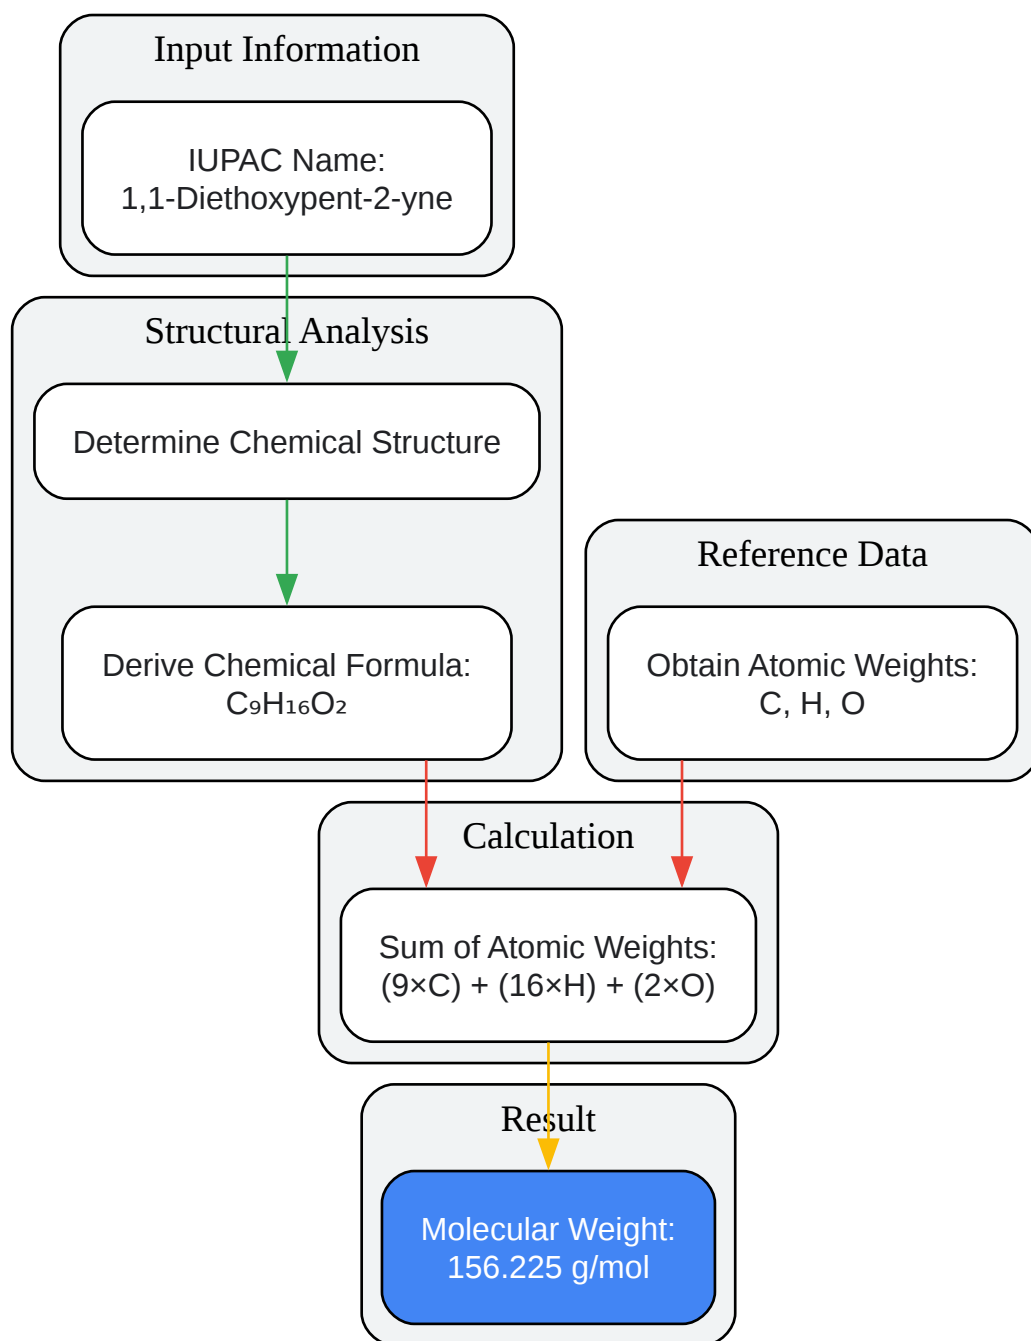 Input Information
IUPAC Name:
1,1-Diethoxypent-2-yne
Structural Analysis
Determine Chemical Structure
Derive Chemical Formula:
C₉H₁₆O₂
Reference Data
Obtain Atomic Weights:
C, H, O
Calculation
Sum of Atomic Weights:
(9×C) + (16×H) + (2×O)
Result
Molecular Weight:
156.225 g/mol